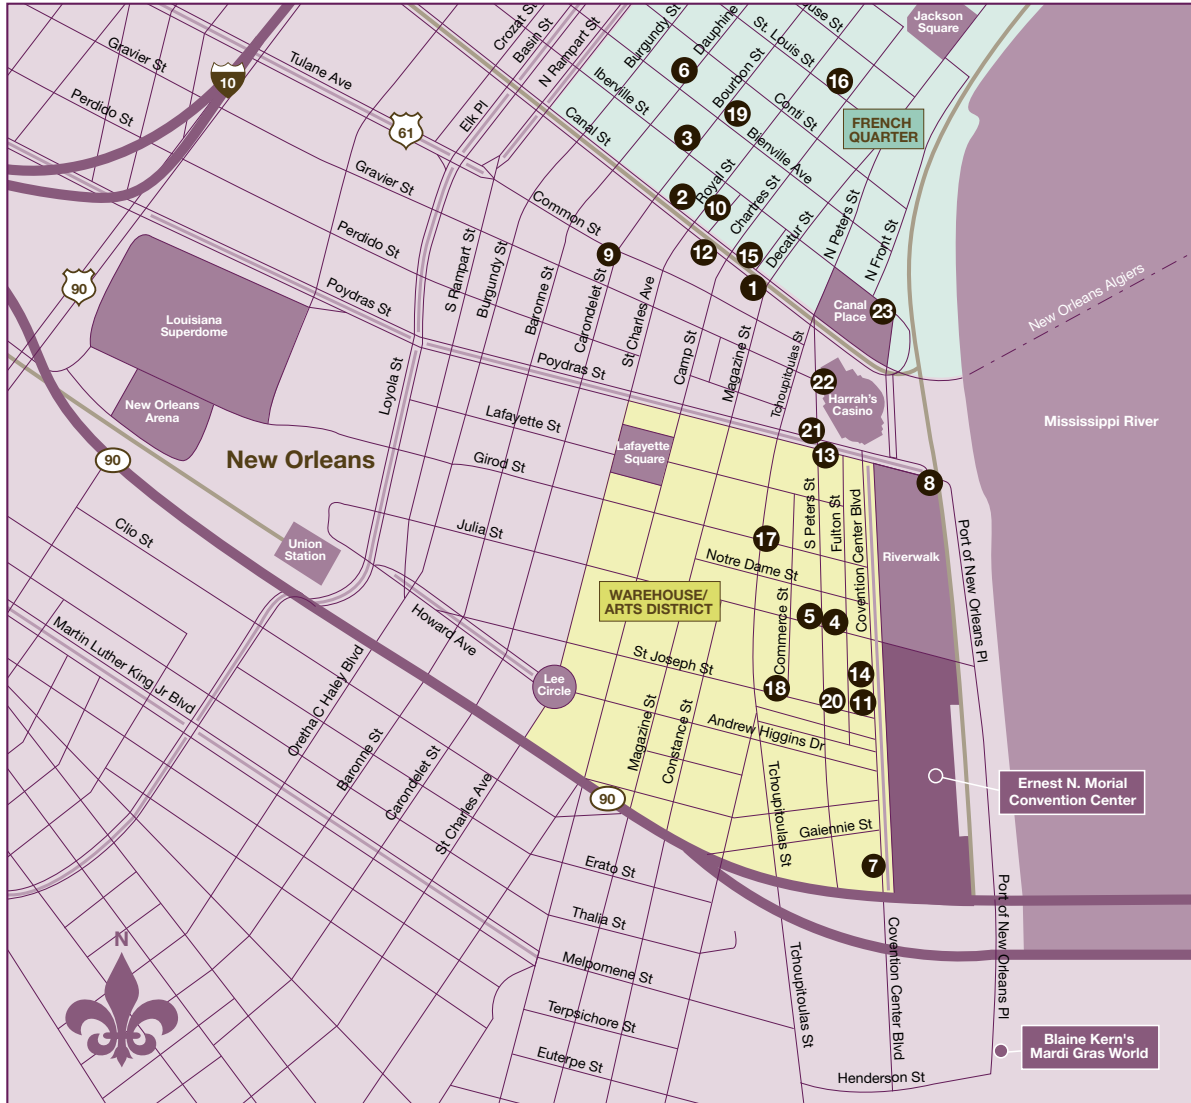 Jackson
Square
Crozat St
Basin St
N Rampart St
Burgundy St
Dauphine
St. Louis St
use St
Gravier St
10
Tulane Ave
Iberville St
6
Bourbon St
16
Perdido St
61
Elk Pl
Canal St
19
Conti St
FRENCH
QUARTER
3
Bienville Ave
Gravier St
Common St
2
Royal St
10
Chartres St
Perdido St
9
12
15
Decatur St
N Peters St
N Front St
90
Poydras St
S Rampart St
Burgundy St
Baronne St
Carondelet St
St Charles Ave
1
Canal
Place
23
New Orleans Algiers
Louisiana
Superdome
Poydras St
Camp St
Magazine St
Tchoupitoulas St
22
Harrah's
Casino
New Orleans
Arena
Loyola St
Lafayette St
Mississippi River
90
New Orleans
Girod St
Lafayette
Square
21
13
8
Clio St
Union
Station
Julia St
17
S Peters St
Fulton St
Covention Center Blvd
Riverwalk
Port of New Orleans Pl
Notre Dame St
WAREHOUSE/
ARTS DISTRICT
Commerce St
5
4
Martin Luther King Jr Blvd
Howard Ave
St Joseph St
Lee
Circle
14
18
20
11
Oretha C Haley Blvd
Baronne St
Carondelet St
St Charles Ave
Magazine St
Constance St
Andrew Higgins Dr
90
Tchoupitoulas St
Ernest N. Morial
Convention Center
Gaiennie St
7
Erato St
Thalia St
N
Melpomene St
Tchoupitoulas St
Covention Center Blvd
Port of New Orleans Pl
Terpsichore St
Euterpe St
Blaine Kern's
Mardi Gras World
Henderson St